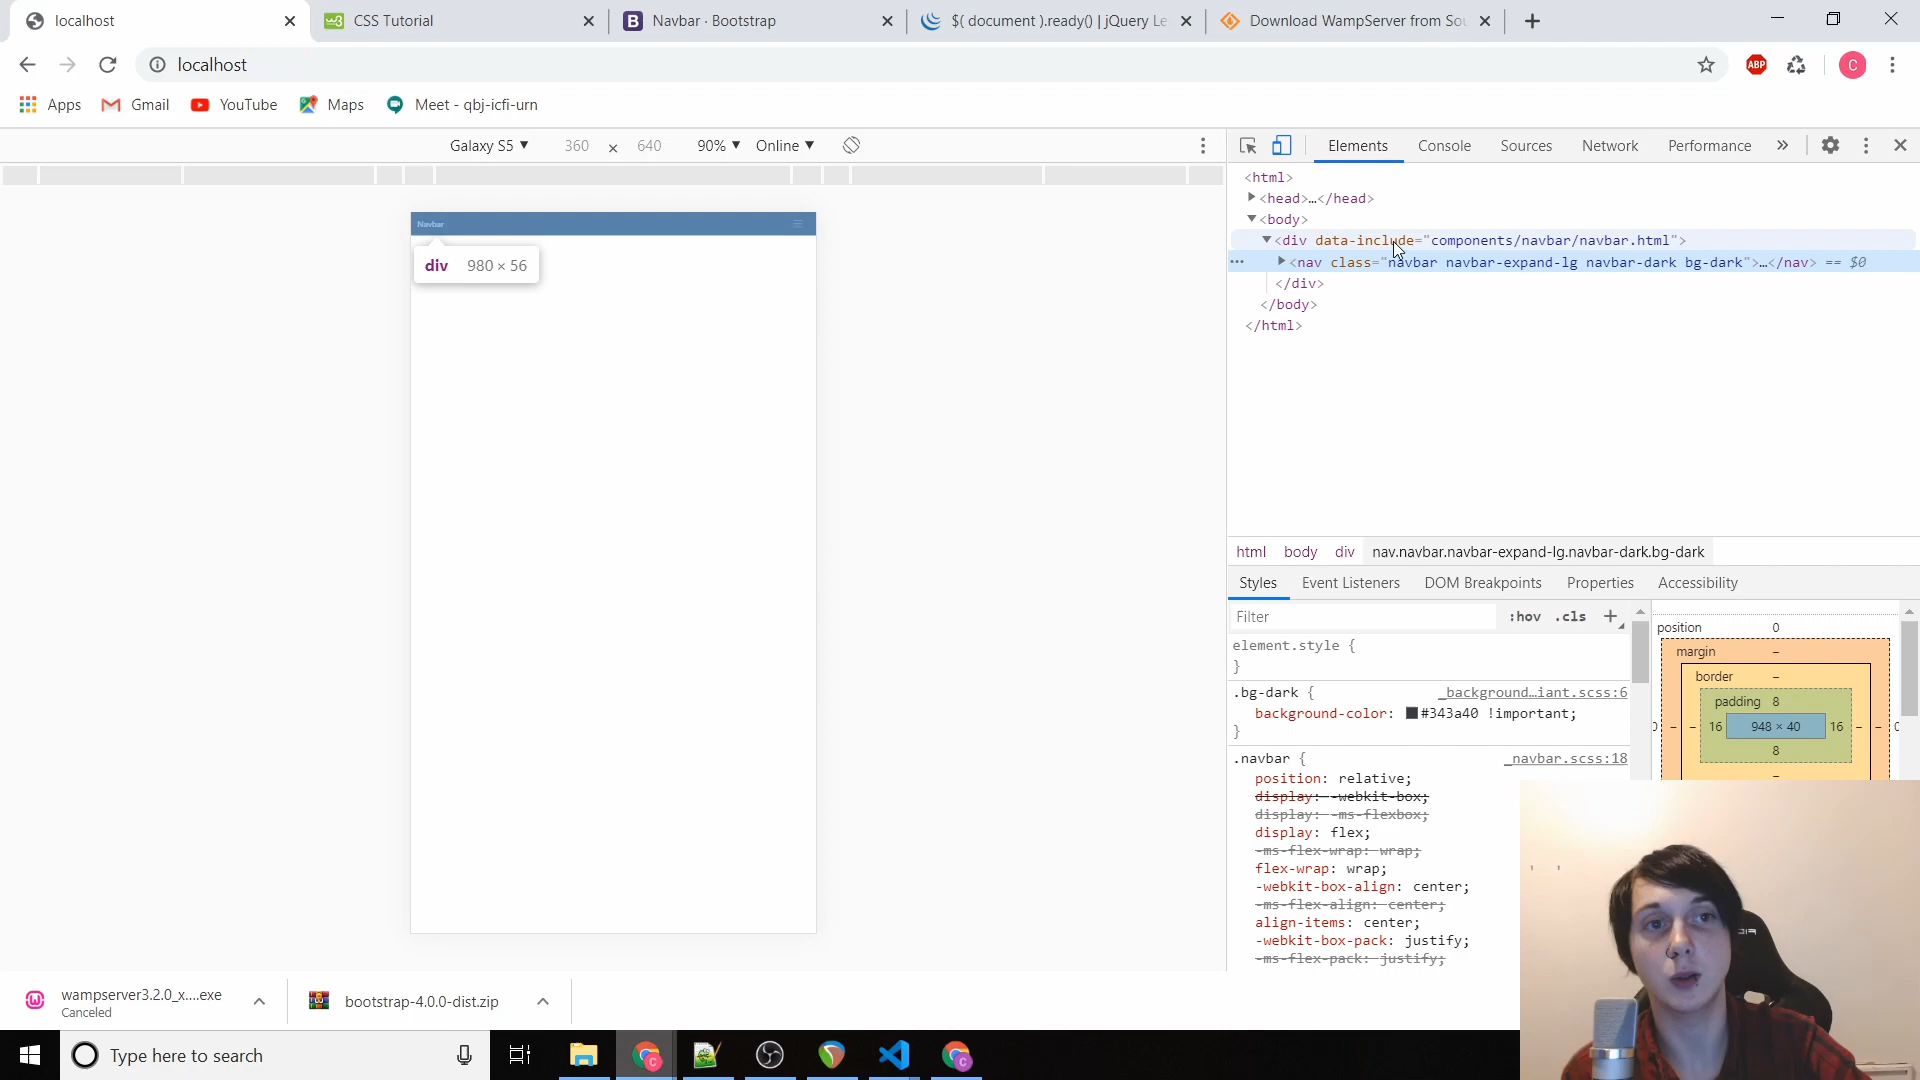 localhost
CSS Tutorial
Navbar · Bootstrap
$( document ).ready() | jQuery Le
Download WampServer from Sou
localhost
ABP
C
Apps
Gmail
YouTube
Maps
Meet - qbj-icfi-urn
Galaxy S5 ▼
360
x
640
90% ▼
Online ▼
Elements
Console
Sources
Network
Performance
»
<html>
<head>…</head>
<body>
<div data-include="components/navbar/navbar.html">
<nav class="navbar navbar-expand-lg navbar-dark bg-dark">…</nav> == $0
</div>
</body>
</html>
Navbar
div 980 × 56
html body div nav.navbar.navbar-expand-lg.navbar-dark.bg-dark
Styles
Event Listeners
DOM Breakpoints
Properties
Accessibility
Filter
:hov .cls +
element.style {
}
.bg-dark {
_background…iant.scss:6
background-color: #343a40 !important;
}
.navbar {
_navbar.scss:18
position: relative;
display: -webkit-box;
display: -ms-flexbox;
display: flex;
-ms-flex-wrap: wrap;
flex-wrap: wrap;
-webkit-box-align: center;
-ms-flex-align: center;
align-items: center;
-webkit-box-pack: justify;
-ms-flex-pack: justify;
position 0
margin –
border –
padding 8
16 948 × 40 16
8
–
wampserver3.2.0_x....exe
Canceled
bootstrap-4.0.0-dist.zip
Type here to search